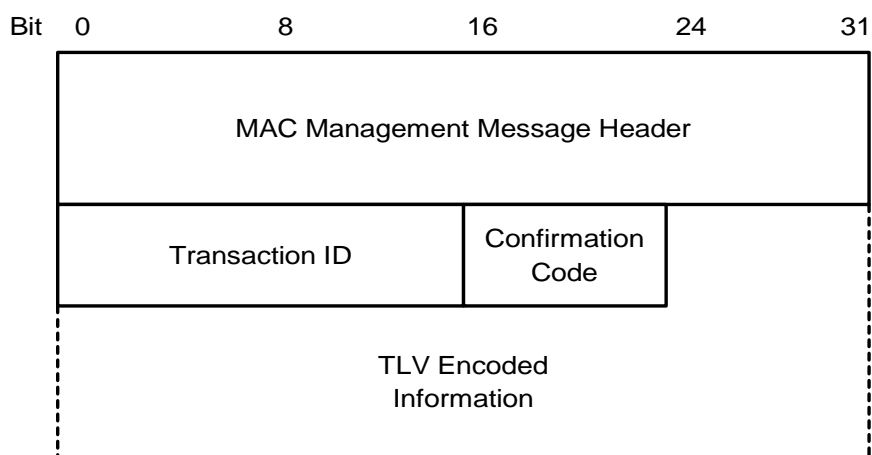 Bit 0 8 16 24 31
MAC Management Message Header
Transaction ID
Confirmation
Code
TLV Encoded
Information